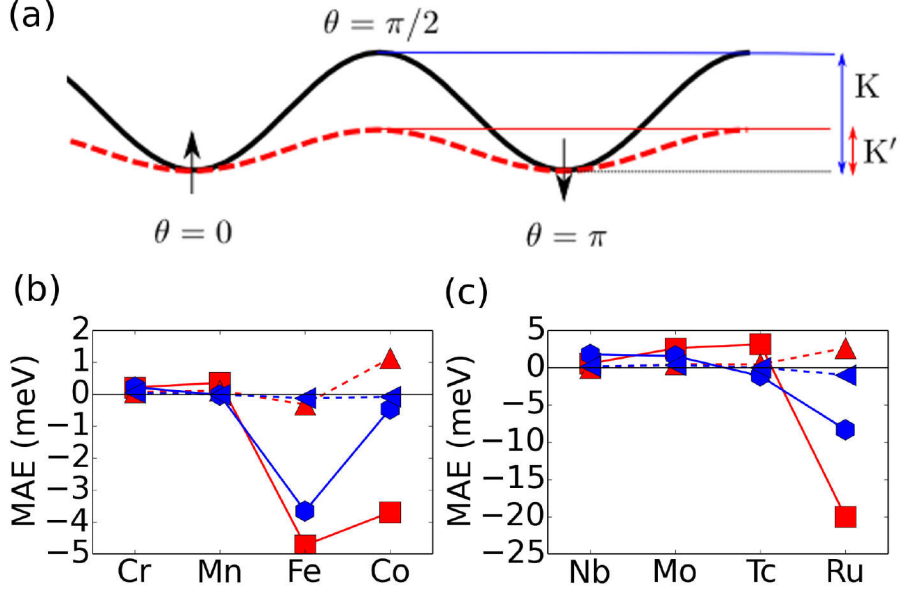 (a)
θ = π/2
K
K′
θ = 0
θ = π
(b)
2
1
0
−1
−2
−3
−4
−5
MAE (meV)
Cr Mn Fe Co
(c)
5
0
−5
−10
−15
−20
−25
MAE (meV)
Nb Mo Tc Ru